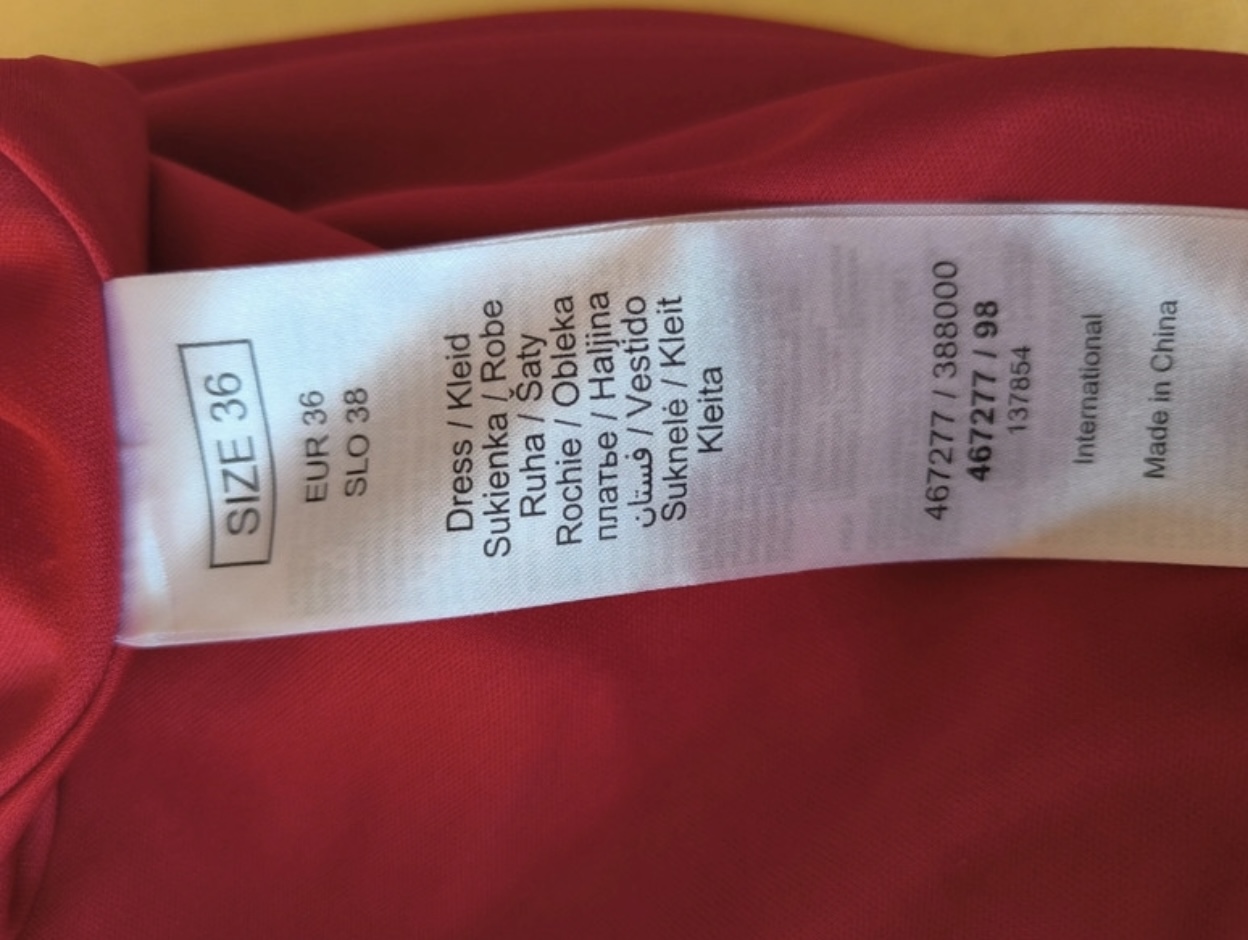 SIZE 36
EUR 36
SLO 38
Dress / Kleid
Sukienka / Robe
Ruha / Šaty
Rochie / Obleka
платье / Haljina
فستان / Vestido
Suknelė / Kleit
Kleita
467277 / 388000
467277 / 98
137854
International
Made in China